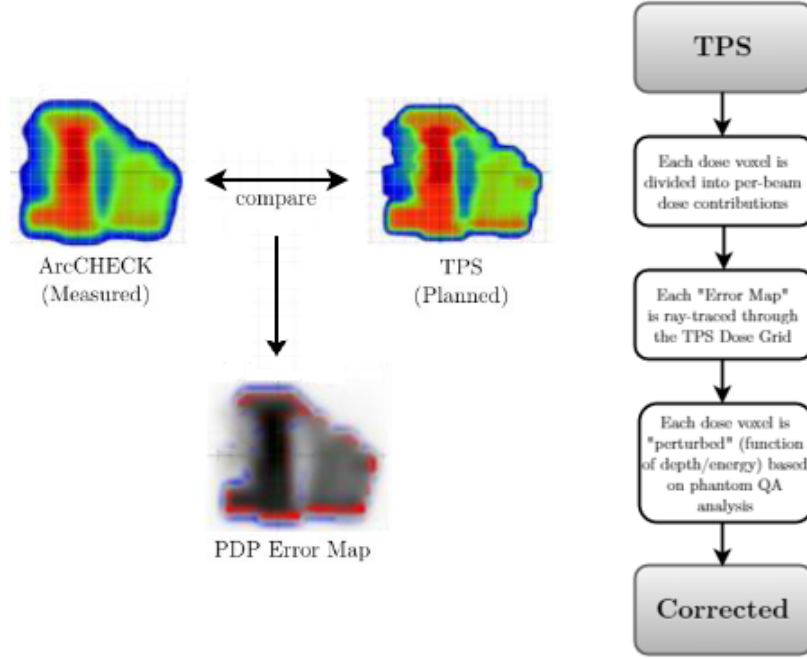 compare
ArcCHECK
(Measured)
TPS
(Planned)
PDP Error Map
TPS
Each dose voxel is
divided into per-beam
dose contributions
Each "Error Map"
is ray-traced through
the TPS Dose Grid
Each dose voxel is
"perturbed" (function
of depth/energy) based
on phantom QA
analysis
Corrected